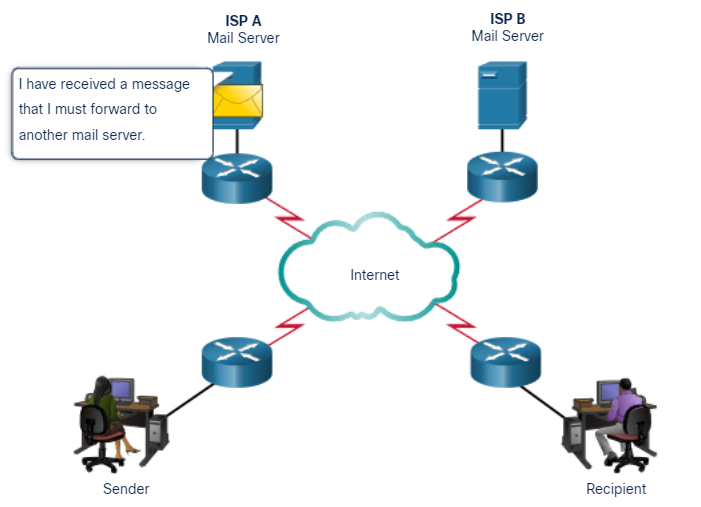 ISP A
Mail Server
ISP B
Mail Server
I have received a message
that I must forward to
another mail server.
Internet
Sender
Recipient